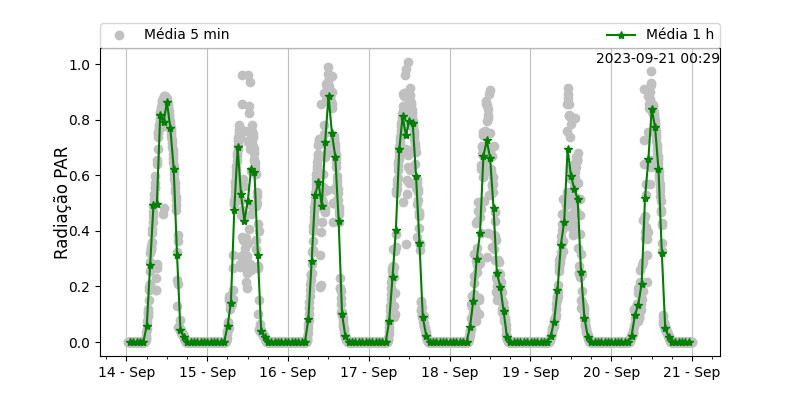 Média 5 min
Média 1 h
2023-09-21 00:29
1.0
0.8
0.6
0.4
0.2
0.0
Radiação PAR
14 - Sep
15 - Sep
16 - Sep
17 - Sep
18 - Sep
19 - Sep
20 - Sep
21 - Sep